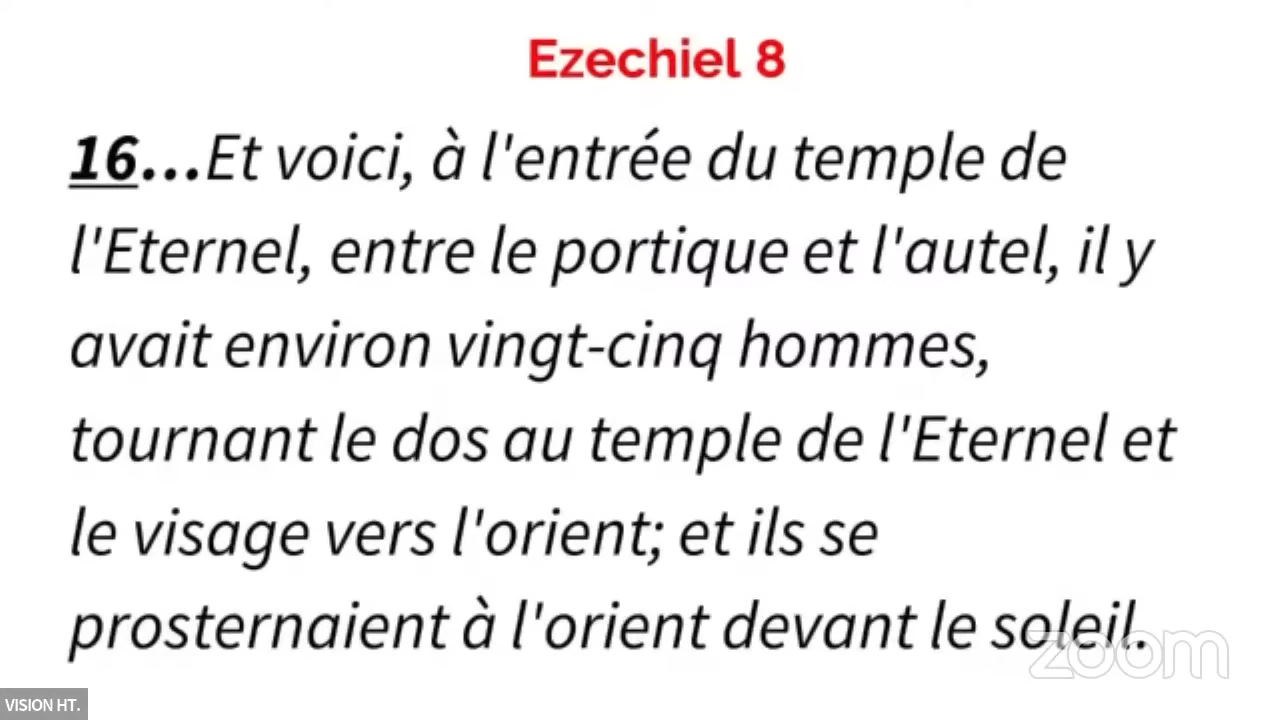 Ezechiel 8
16...Et voici, à l'entrée du temple de
l'Eternel, entre le portique et l'autel, il y
avait environ vingt-cinq hommes,
tournant le dos au temple de l'Eternel et
le visage vers l'orient; et ils se
prosternaient à l'orient devant le soleil.
zoom
VISION HT.